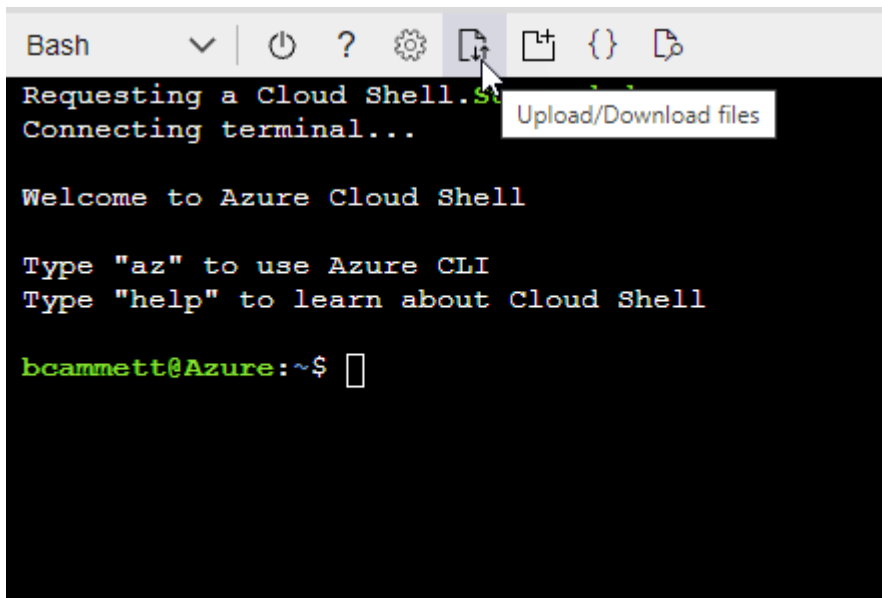 Bash
?
{}
Requesting a Cloud Shell.
Upload/Download files
Connecting terminal...
Welcome to Azure Cloud Shell
Type "az" to use Azure CLI
Type "help" to learn about Cloud Shell
bcammett@Azure:~$